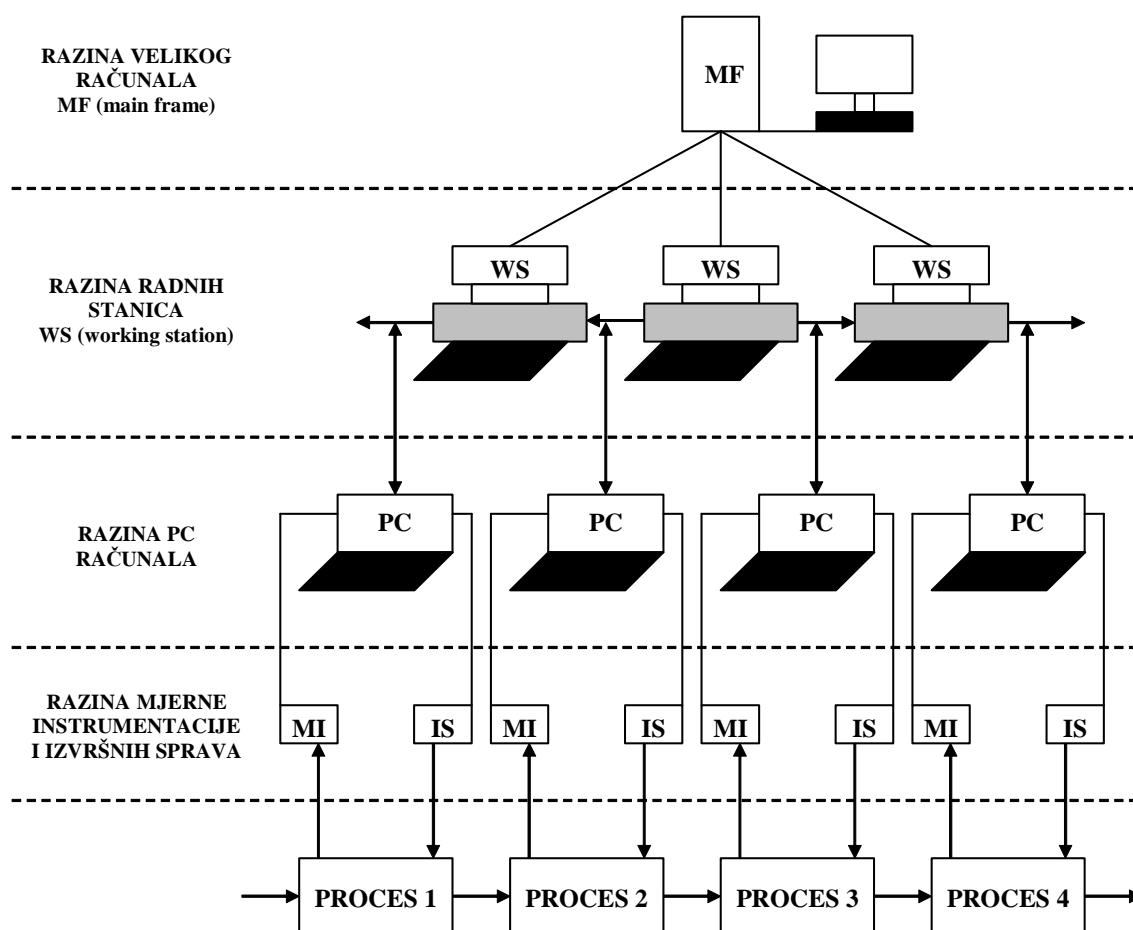 RAZINA VELIKOG
RAČUNALA
MF (main frame)
MF
RAZINA RADNIH
STANICA
WS (working station)
WS
WS
WS
RAZINA PC
RAČUNALA
PC
PC
PC
PC
RAZINA MJERNE
INSTRUMENTACIJE
I IZVRŠNIH SPRAVA
MI
IS
MI
IS
MI
IS
MI
IS
PROCES 1
PROCES 2
PROCES 3
PROCES 4